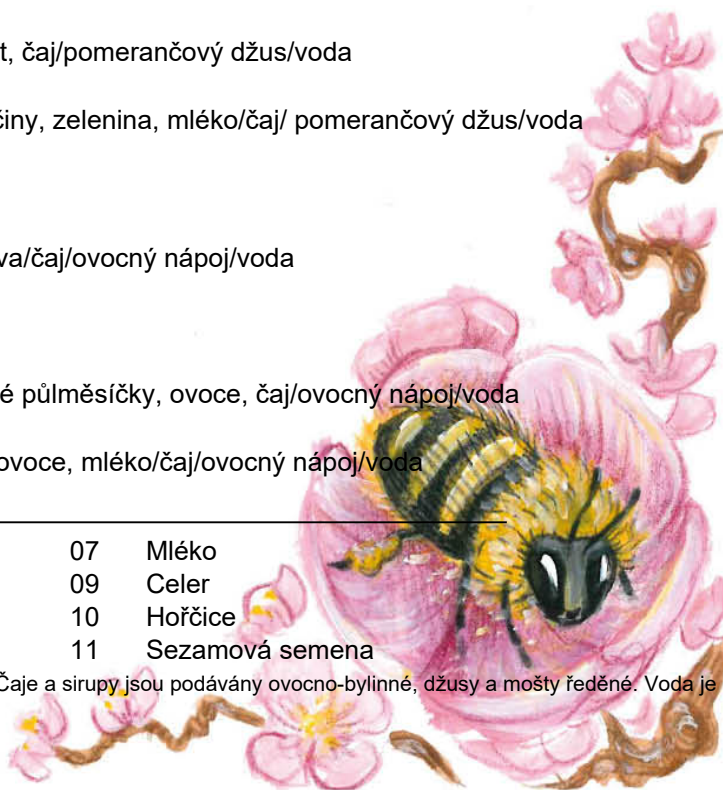 t, čaj/pomerančový džus/voda
činy, zelenina, mléko/čaj/ pomerančový džus/voda
va/čaj/ovocný nápoj/voda
é půlměsíčky, ovoce, čaj/ovocný nápoj/voda
ovoce, mléko/čaj/ovocný nápoj/voda
07 Mléko
09 Celer
10 Hořčice
11 Sezamová semena
Čaje a sirupy jsou podávány ovocno-bylinné, džusy a mošty ředěné. Voda je